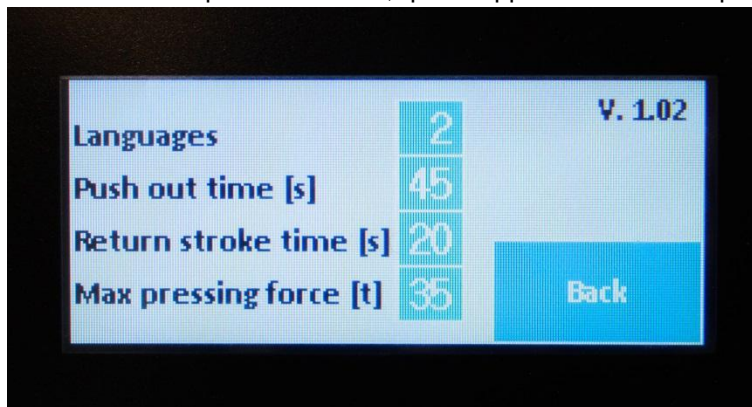 V. 1.02
Languages 2
Push out time [s] 45
Return stroke time [s] 20
Max pressing force [t] 35
Back